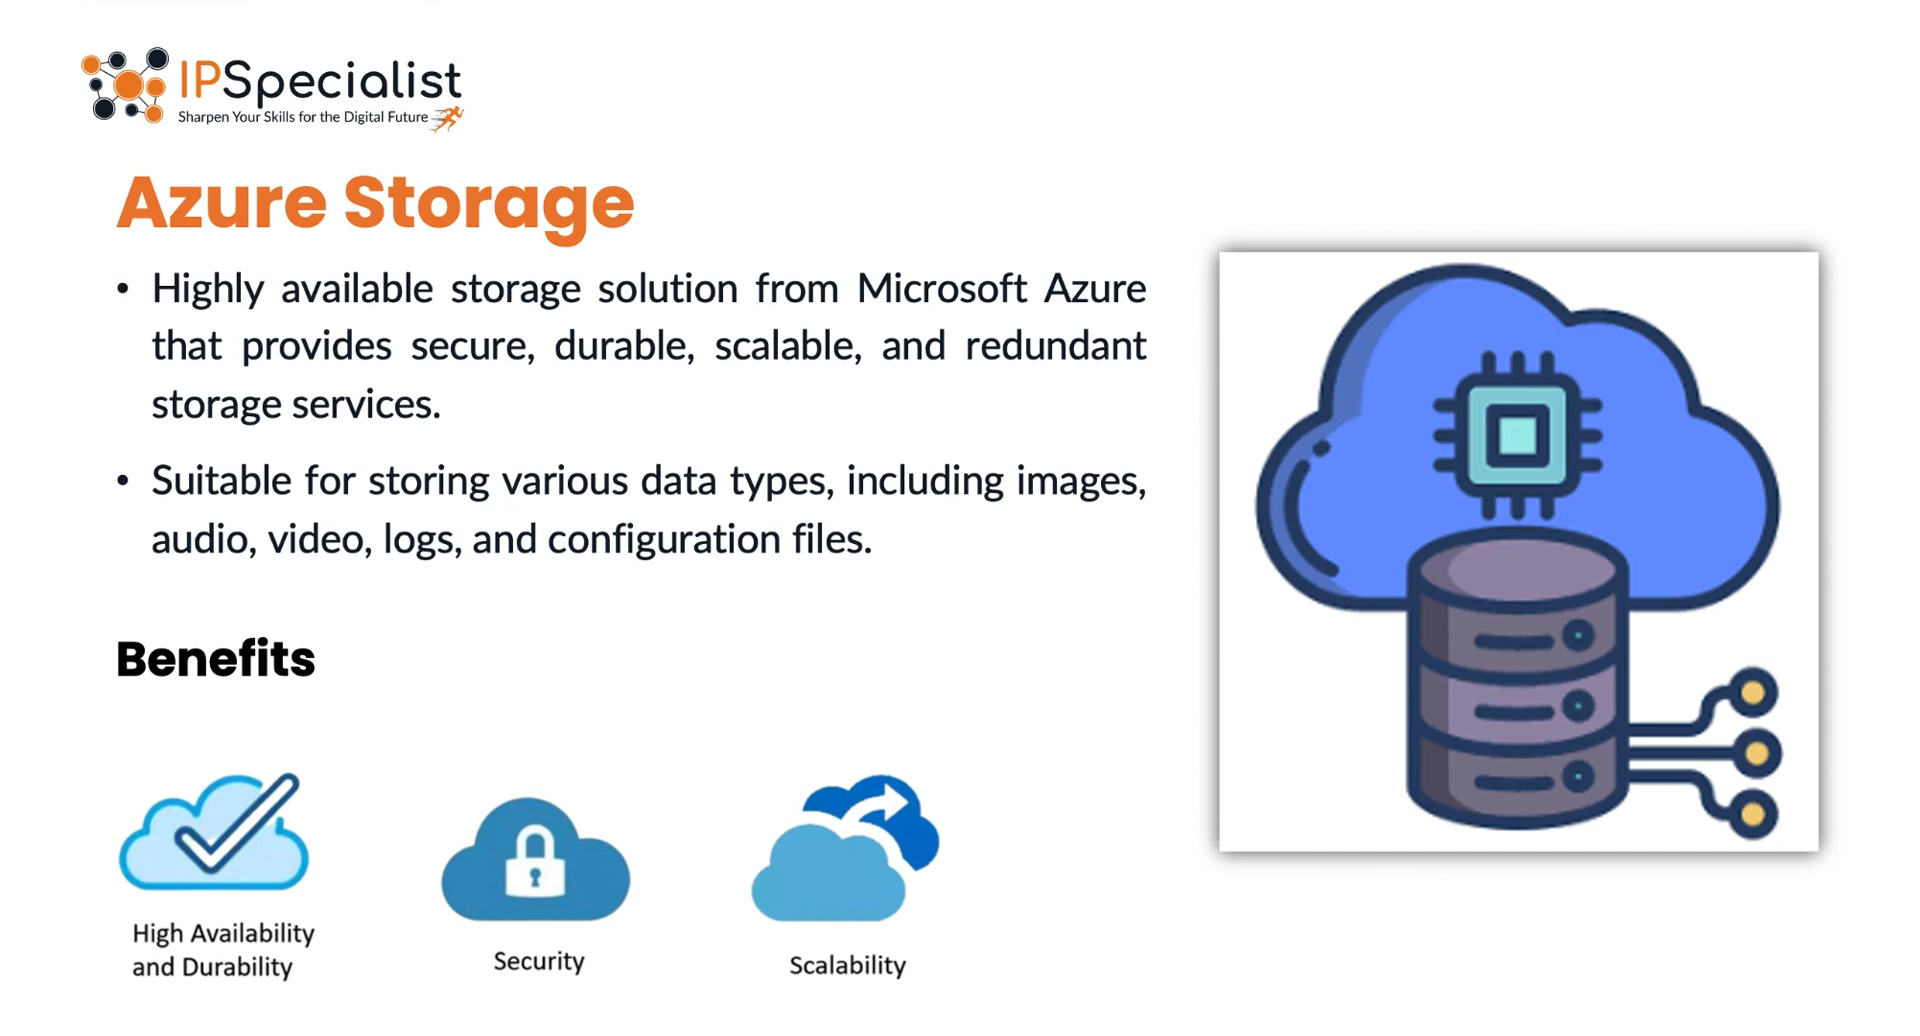 IPSpecialist
Sharpen Your Skills for the Digital Future
Azure Storage
• Highly available storage solution from Microsoft Azure
that provides secure, durable, scalable, and redundant
storage services.
• Suitable for storing various data types, including images,
audio, video, logs, and configuration files.
Benefits
High Availability
and Durability
Security
Scalability